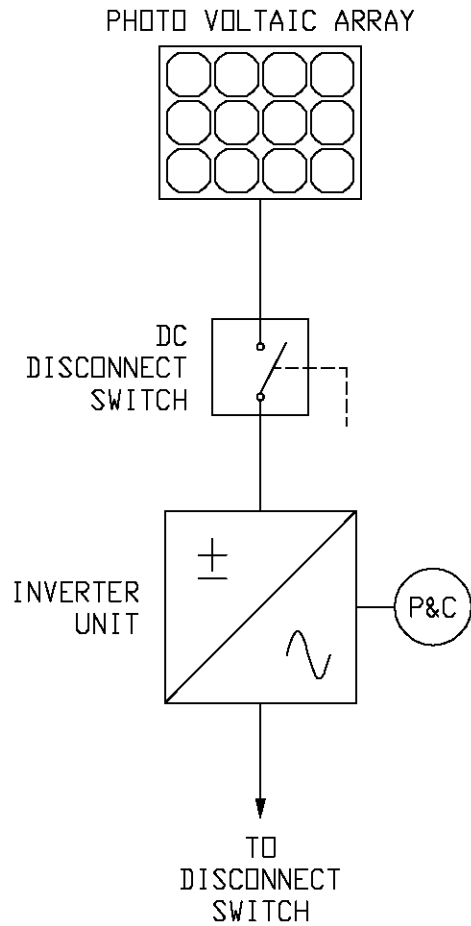 PHOTO VOLTAIC ARRAY
DC
DISCONNECT
SWITCH
±
INVERTER
UNIT
P&C
TO
DISCONNECT
SWITCH